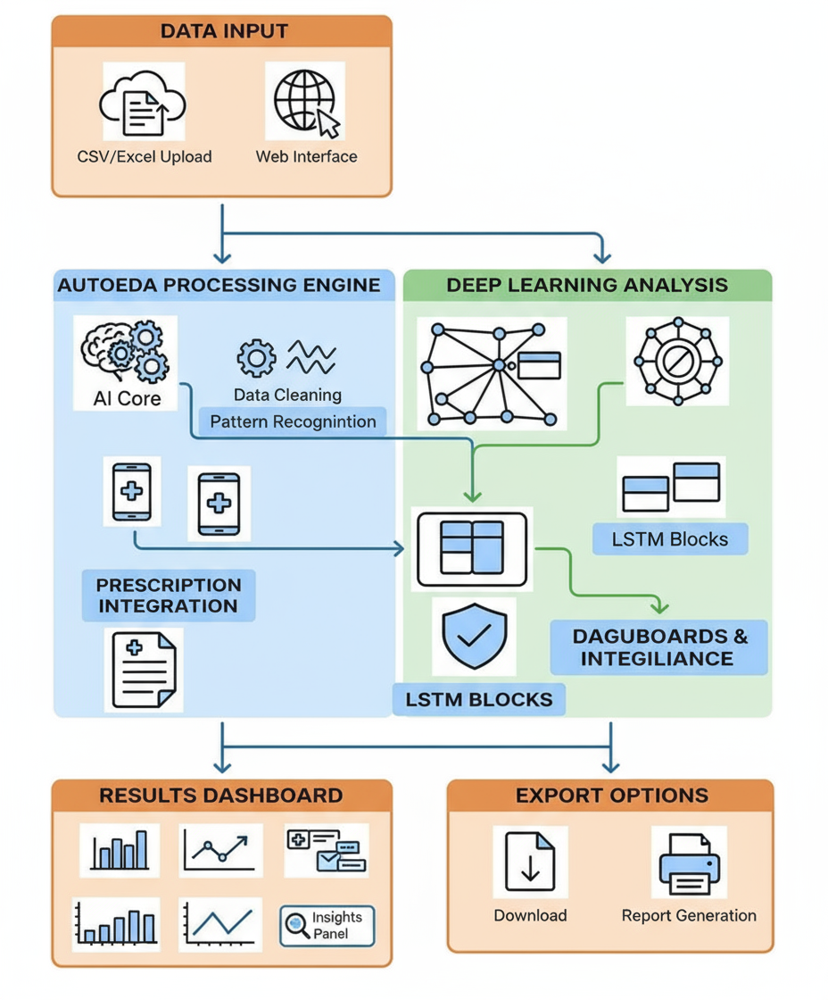 DATA INPUT
CSV/Excel Upload
Web Interface
AUTOEDA PROCESSING ENGINE
AI Core
Data Cleaning
Pattern Recognintion
PRESCRIPTION
INTEGRATION
DEEP LEARNING ANALYSIS
LSTM Blocks
DAGUBOARDS &
INTEGILIANCE
LSTM BLOCKS
RESULTS DASHBOARD
Insights
Panel
EXPORT OPTIONS
Download
Report Generation